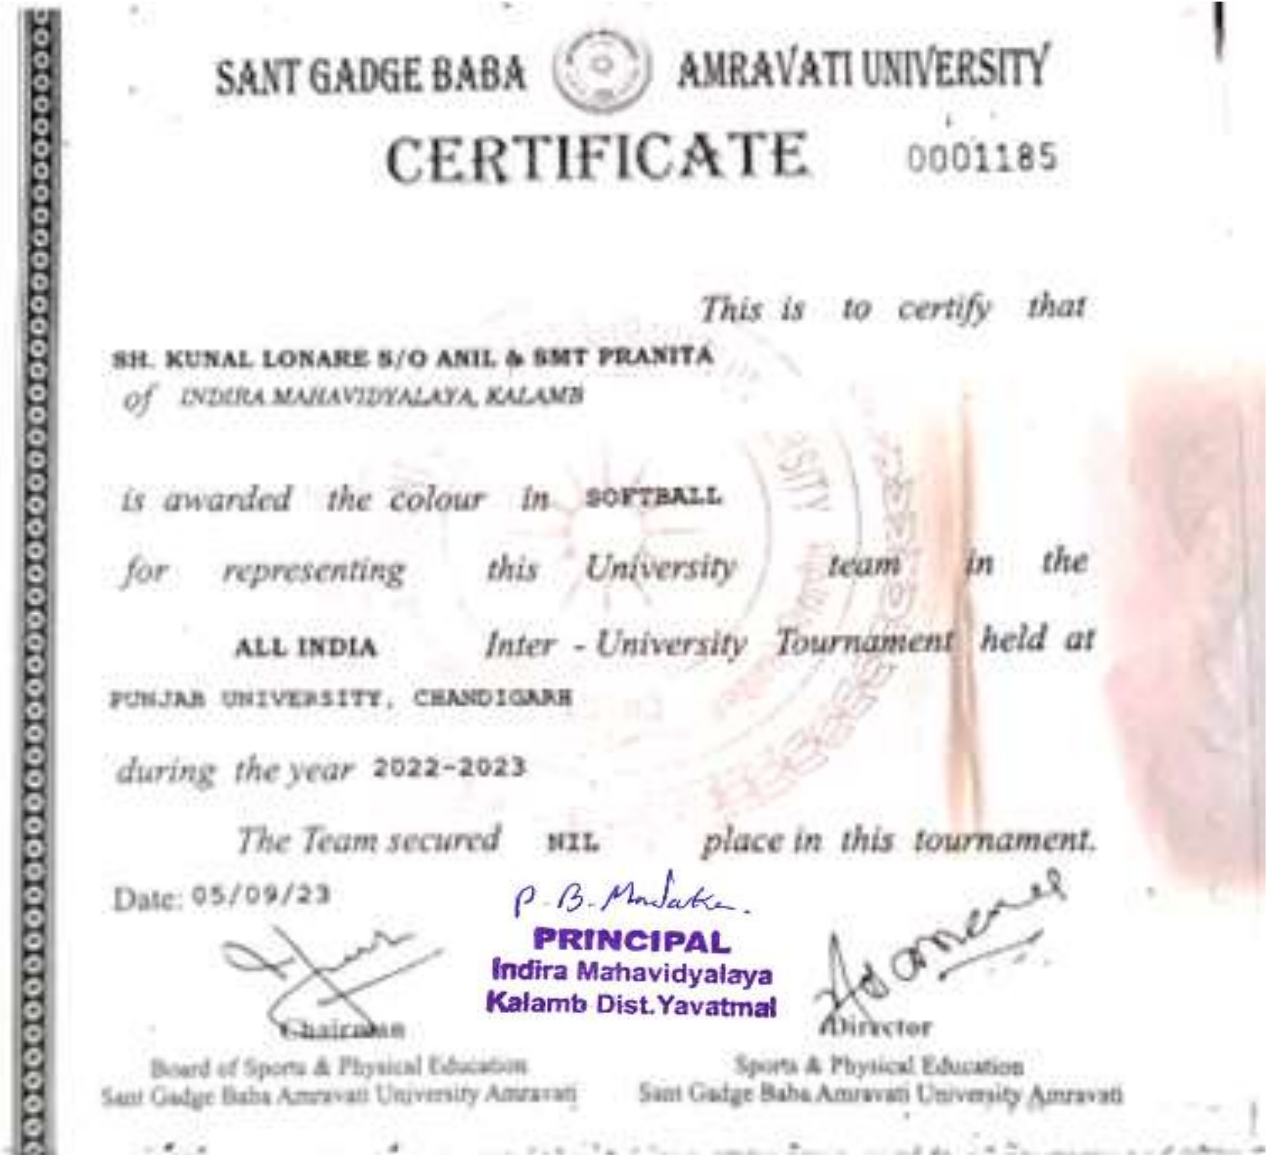 SANT GADGE BABA AMRAVATI UNIVERSITY
CERTIFICATE 0001185
This is to certify that
SH. KUNAL LONARE S/O ANIL & SMT PRANITA
of INDIRA MAHAVIDYALAYA, KALAMB
is awarded the colour in SOFTBALL
for representing this University team in the
ALL INDIA Inter - University Tournament held at
PUNJAB UNIVERSITY, CHANDIGARH
during the year 2022-2023
The Team secured NIL place in this tournament.
Date: 05/09/23
P. B.
PRINCIPAL
Indira Mahavidyalaya
Kalamb Dist.Yavatmal
Chairman
Director
Board of Sports & Physical Education
Sports & Physical Education
Sant Gadge Baba Amravati University Amravati
Sant Gadge Baba Amravati University Amravati